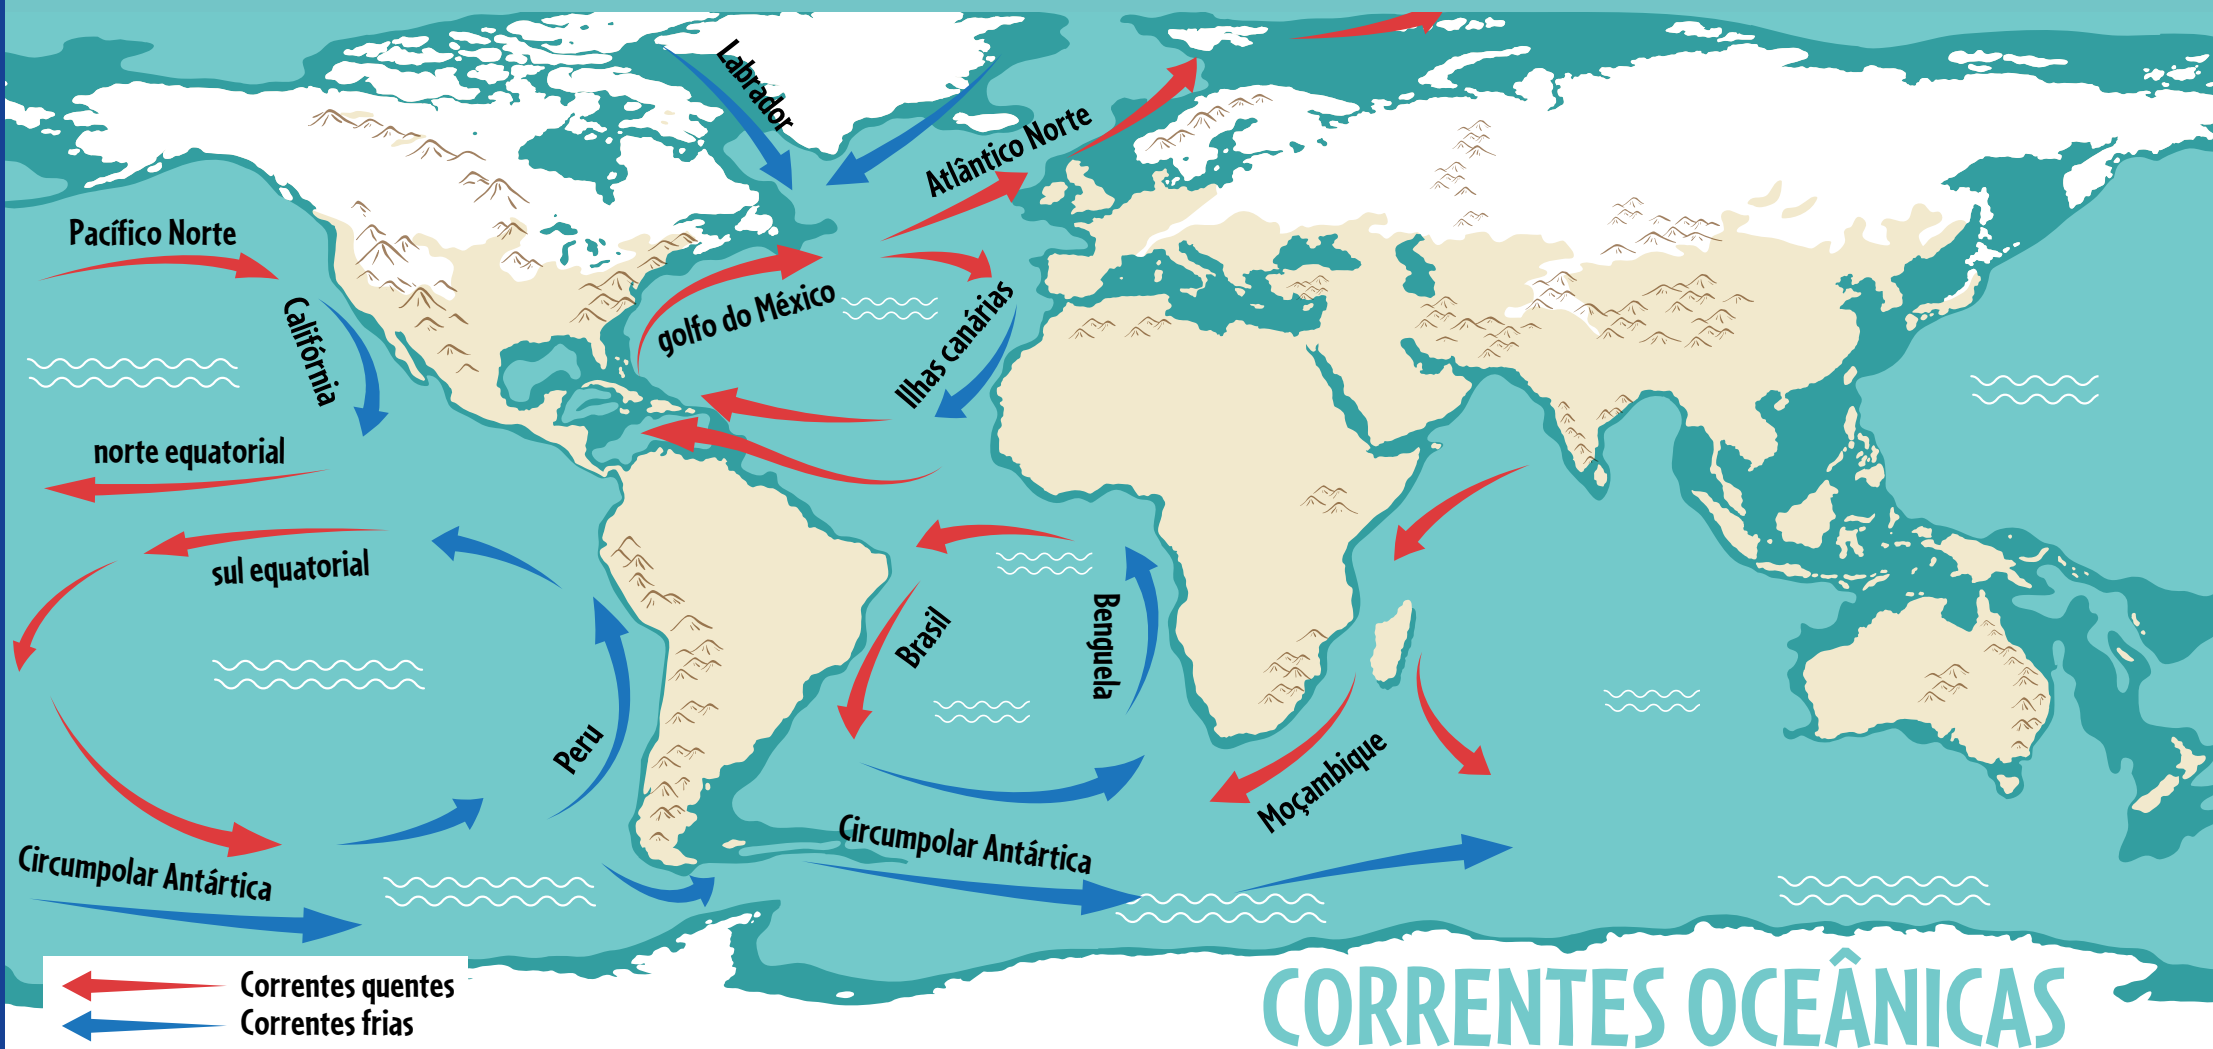 Labrador
Atlântico Norte
Pacífico Norte
golfo do México
Califórnia
Ilhas canárias
norte equatorial
sul equatorial
Brasil
Benguela
Peru
Moçambique
Circumpolar Antártica
Circumpolar Antártica
Correntes quentes
Correntes frias
CORRENTES OCEÂNICAS